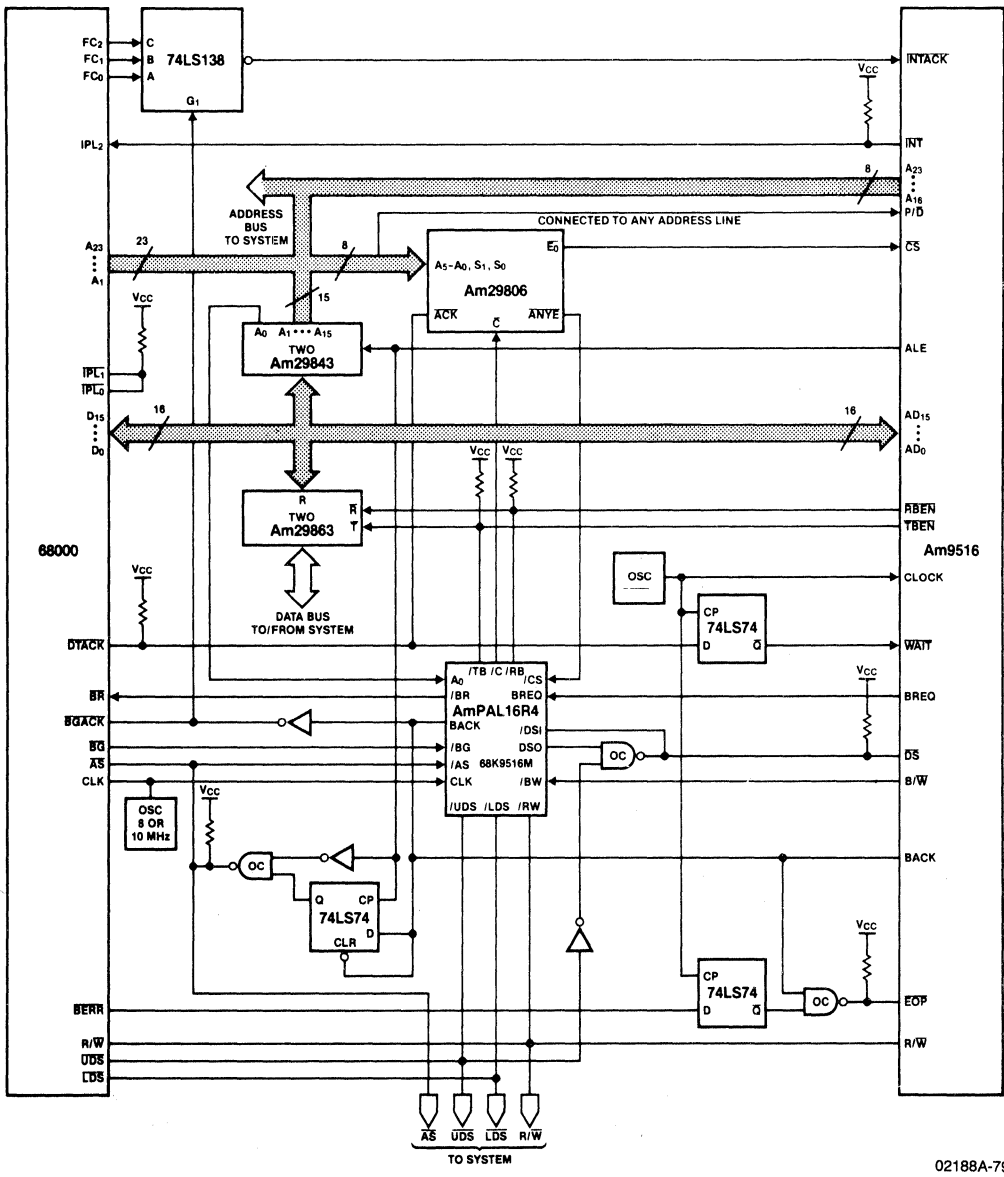 FC2
FC1
FC0
C
B
A
74LS138
G1
INTACK
VCC
IPL2
INT
8
A23
A16
P/D
ADDRESS
BUS
TO SYSTEM
CONNECTED TO ANY ADDRESS LINE
A23
A1
23
8
E0
CS
A5–A0, S1, S0
Am29806
ACK
C
ANYE
15
VCC
A0 A1 •••• A15
TWO
Am29843
ALE
IPL1
IPL0
D15
D0
16
16
AD15
AD0
VCC
VCC
R
TWO
Am29863
R
T
RBEN
TBEN
68000
Am9516
VCC
DATA BUS
TO/FROM SYSTEM
OSC
CLOCK
CP
74LS74
D
Q
DTACK
WAIT
/TB /C /RB
A0
/CS
/BR
BREQ
AmPAL16R4
BACK
/DSI
DSO
/BG
/AS
68K9516M
CLK
/BW
/UDS /LDS /RW
BR
BREQ
VCC
BGACK
BG
OC
DS
AS
CLK
B/W
OSC
8 OR
10 MHz
VCC
OC
BACK
Q
CP
74LS74
D
CLR
VCC
CP
74LS74
D
Q
OC
EOP
BERR
R/W
R/W
UDS
LDS
AS UDS LDS R/W
TO SYSTEM
02188A-79